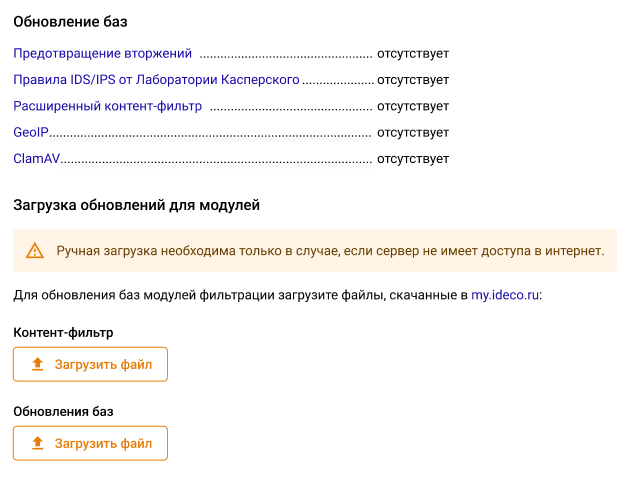 Обновление баз
Предотвращение вторжений ................................................... отсутствует
Правила IDS/IPS от Лаборатории Касперского ..................... отсутствует
Расширенный контент-фильтр ................................................ отсутствует
GeoIP............................................................................................... отсутствует
ClamAV............................................................................................ отсутствует
Загрузка обновлений для модулей
Ручная загрузка необходима только в случае, если сервер не имеет доступа в интернет.
Для обновления баз модулей фильтрации загрузите файлы, скачанные в my.ideco.ru:
Контент-фильтр
Загрузить файл
Обновления баз
Загрузить файл